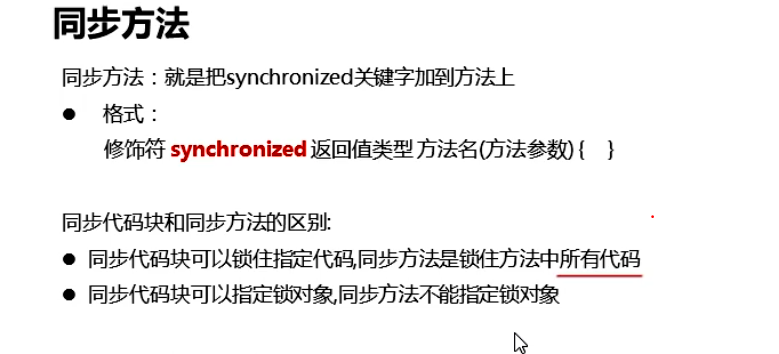 同步方法
同步方法：就是把synchronized关键字加到方法上
● 格式：
修饰符 synchronized 返回值类型 方法名(方法参数) { }
同步代码块和同步方法的区别:
● 同步代码块可以锁住指定代码,同步方法是锁住方法中所有代码
● 同步代码块可以指定锁对象,同步方法不能指定锁对象